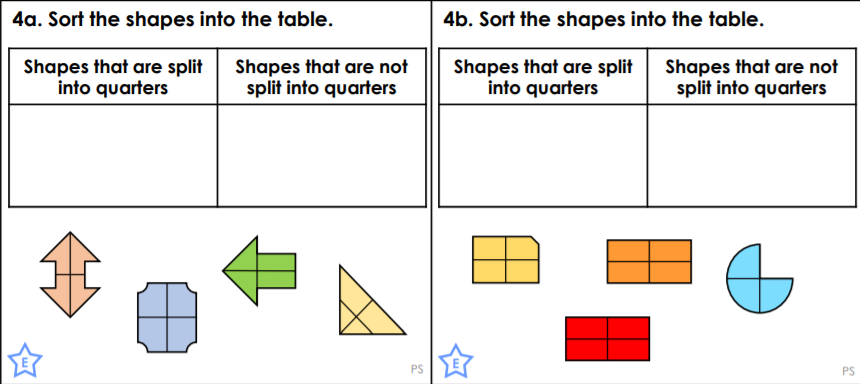 4a. Sort the shapes into the table.
Shapes that are split
into quarters
Shapes that are not
split into quarters
E
PS
4b. Sort the shapes into the table.
Shapes that are split
into quarters
Shapes that are not
split into quarters
E
PS